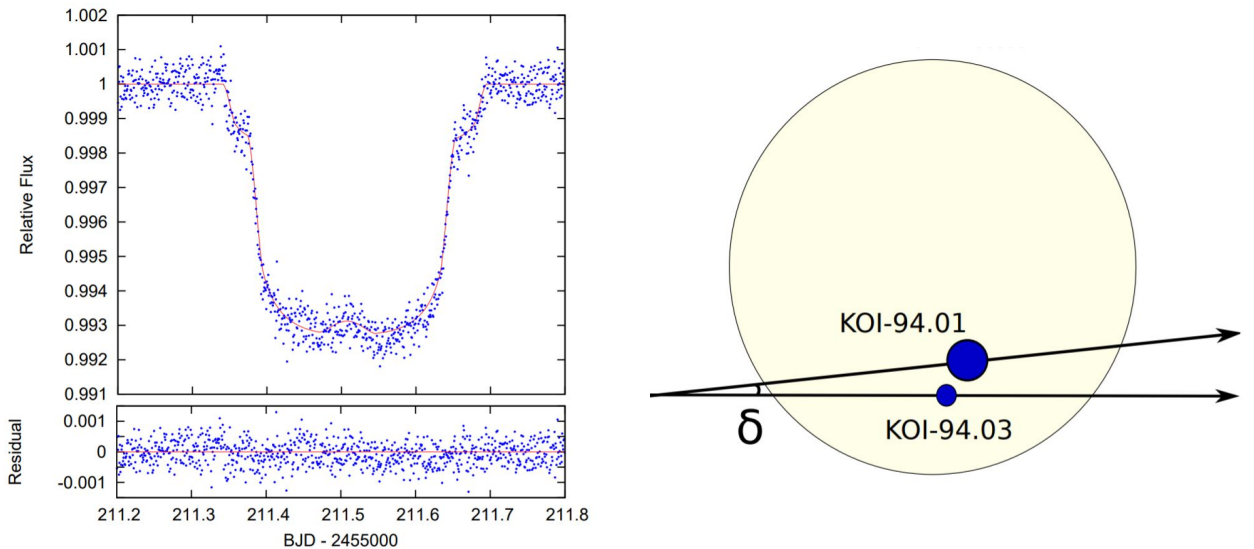 1.002
1.001
1
0.999
0.998
0.997
0.996
0.995
0.994
0.993
0.992
0.991
Relative Flux
0.001
0
-0.001
Residual
211.2 211.3 211.4 211.5 211.6 211.7 211.8
BJD - 2455000
KOI-94.01
KOI-94.03
δ